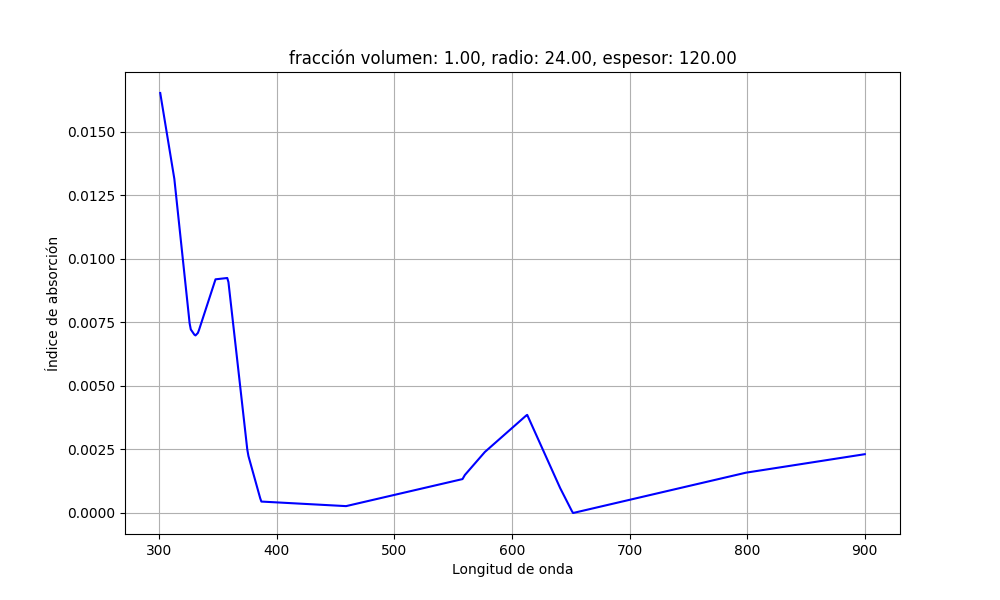 fracción volumen: 1.00, radio: 24.00, espesor: 120.00
Índice de absorción
0.0150
0.0125
0.0100
0.0075
0.0050
0.0025
0.0000
300 400 500 600 700 800 900
Longitud de onda